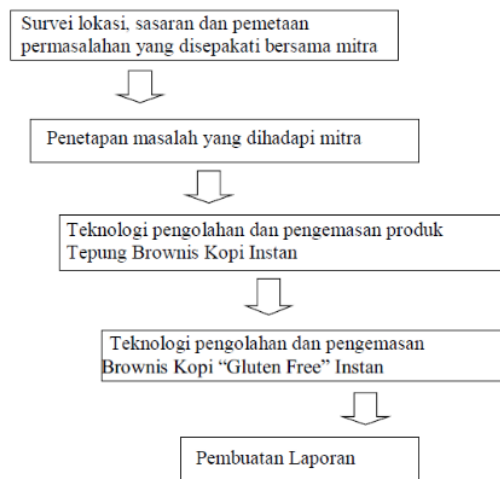 Survei lokasi, sasaran dan pemetaan
permasalahan yang disepakati bersama mitra
Penetapan masalah yang dihadapi mitra
Teknologi pengolahan dan pengemasan produk
Tepung Brownis Kopi Instan
Teknologi pengolahan dan pengemasan
Brownis Kopi “Gluten Free” Instan
Pembuatan Laporan